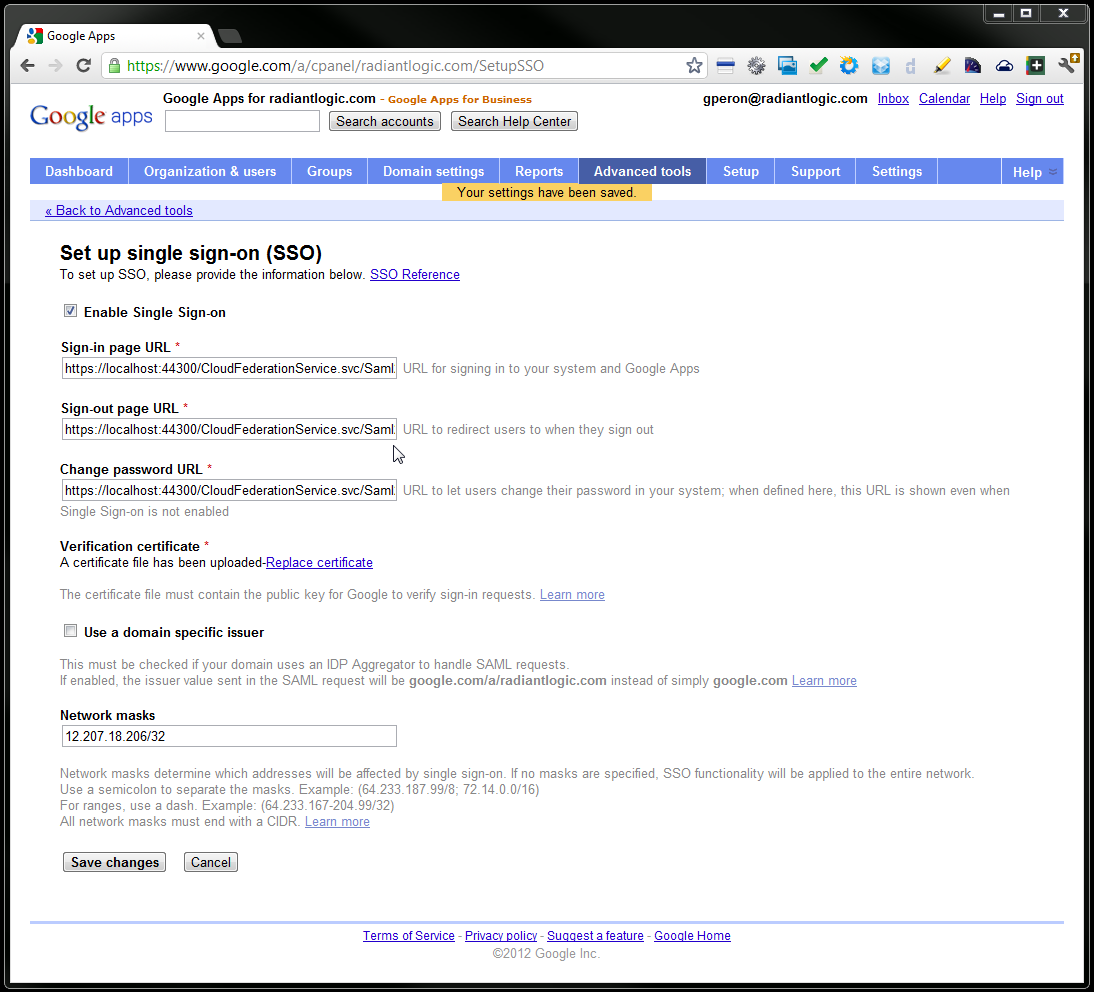 Google Apps
https://www.google.com/a/cpanel/radiantlogic.com/SetupSSO
Google apps
Google Apps for radiantlogic.com - Google Apps for Business
gperon@radiantlogic.com Inbox Calendar Help Sign out
Search accounts Search Help Center
Dashboard Organization & users Groups Domain settings Reports Advanced tools Setup Support Settings Help
Your settings have been saved.
« Back to Advanced tools
Set up single sign-on (SSO)
To set up SSO, please provide the information below. SSO Reference
Enable Single Sign-on
Sign-in page URL *
https://localhost:44300/CloudFederationService.svc/Saml URL for signing in to your system and Google Apps
Sign-out page URL *
https://localhost:44300/CloudFederationService.svc/Saml URL to redirect users to when they sign out
Change password URL *
https://localhost:44300/CloudFederationService.svc/Saml URL to let users change their password in your system; when defined here, this URL is shown even when
Single Sign-on is not enabled
Verification certificate *
A certificate file has been uploaded-Replace certificate
The certificate file must contain the public key for Google to verify sign-in requests. Learn more
Use a domain specific issuer
This must be checked if your domain uses an IDP Aggregator to handle SAML requests.
If enabled, the issuer value sent in the SAML request will be google.com/a/radiantlogic.com instead of simply google.com Learn more
Network masks
12.207.18.206/32
Network masks determine which addresses will be affected by single sign-on. If no masks are specified, SSO functionality will be applied to the entire network.
Use a semicolon to separate the masks. Example: (64.233.187.99/8; 72.14.0.0/16)
For ranges, use a dash. Example: (64.233.167-204.99/32)
All network masks must end with a CIDR. Learn more
Save changes Cancel
Terms of Service - Privacy policy - Suggest a feature - Google Home
©2012 Google Inc.